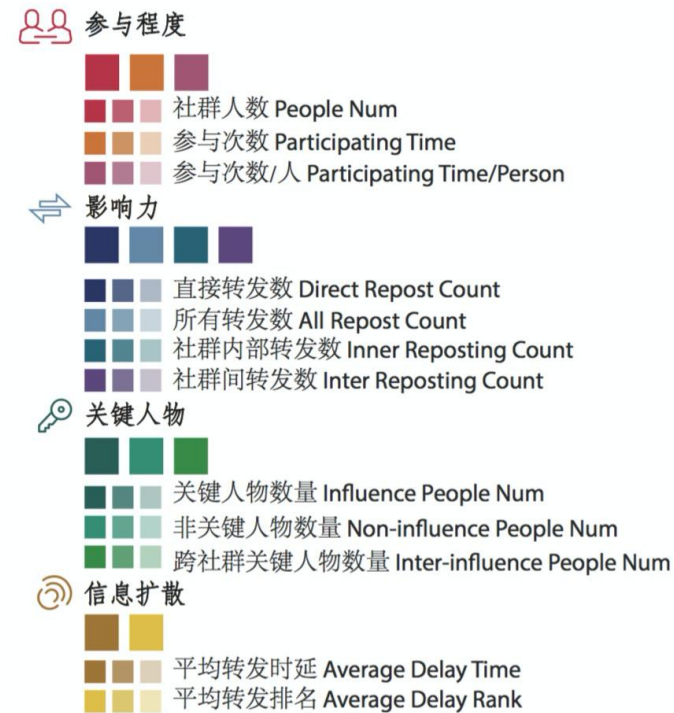 参与程度
社群人数 People Num
参与次数 Participating Time
参与次数/人 Participating Time/Person
影响力
直接转发数 Direct Repost Count
所有转发数 All Repost Count
社群内部转发数 Inner Reposting Count
社群间转发数 Inter Reposting Count
关键人物
关键人物数量 Influence People Num
非关键人物数量 Non-influence People Num
跨社群关键人物数量 Inter-influence People Num
信息扩散
平均转发时延 Average Delay Time
平均转发排名 Average Delay Rank